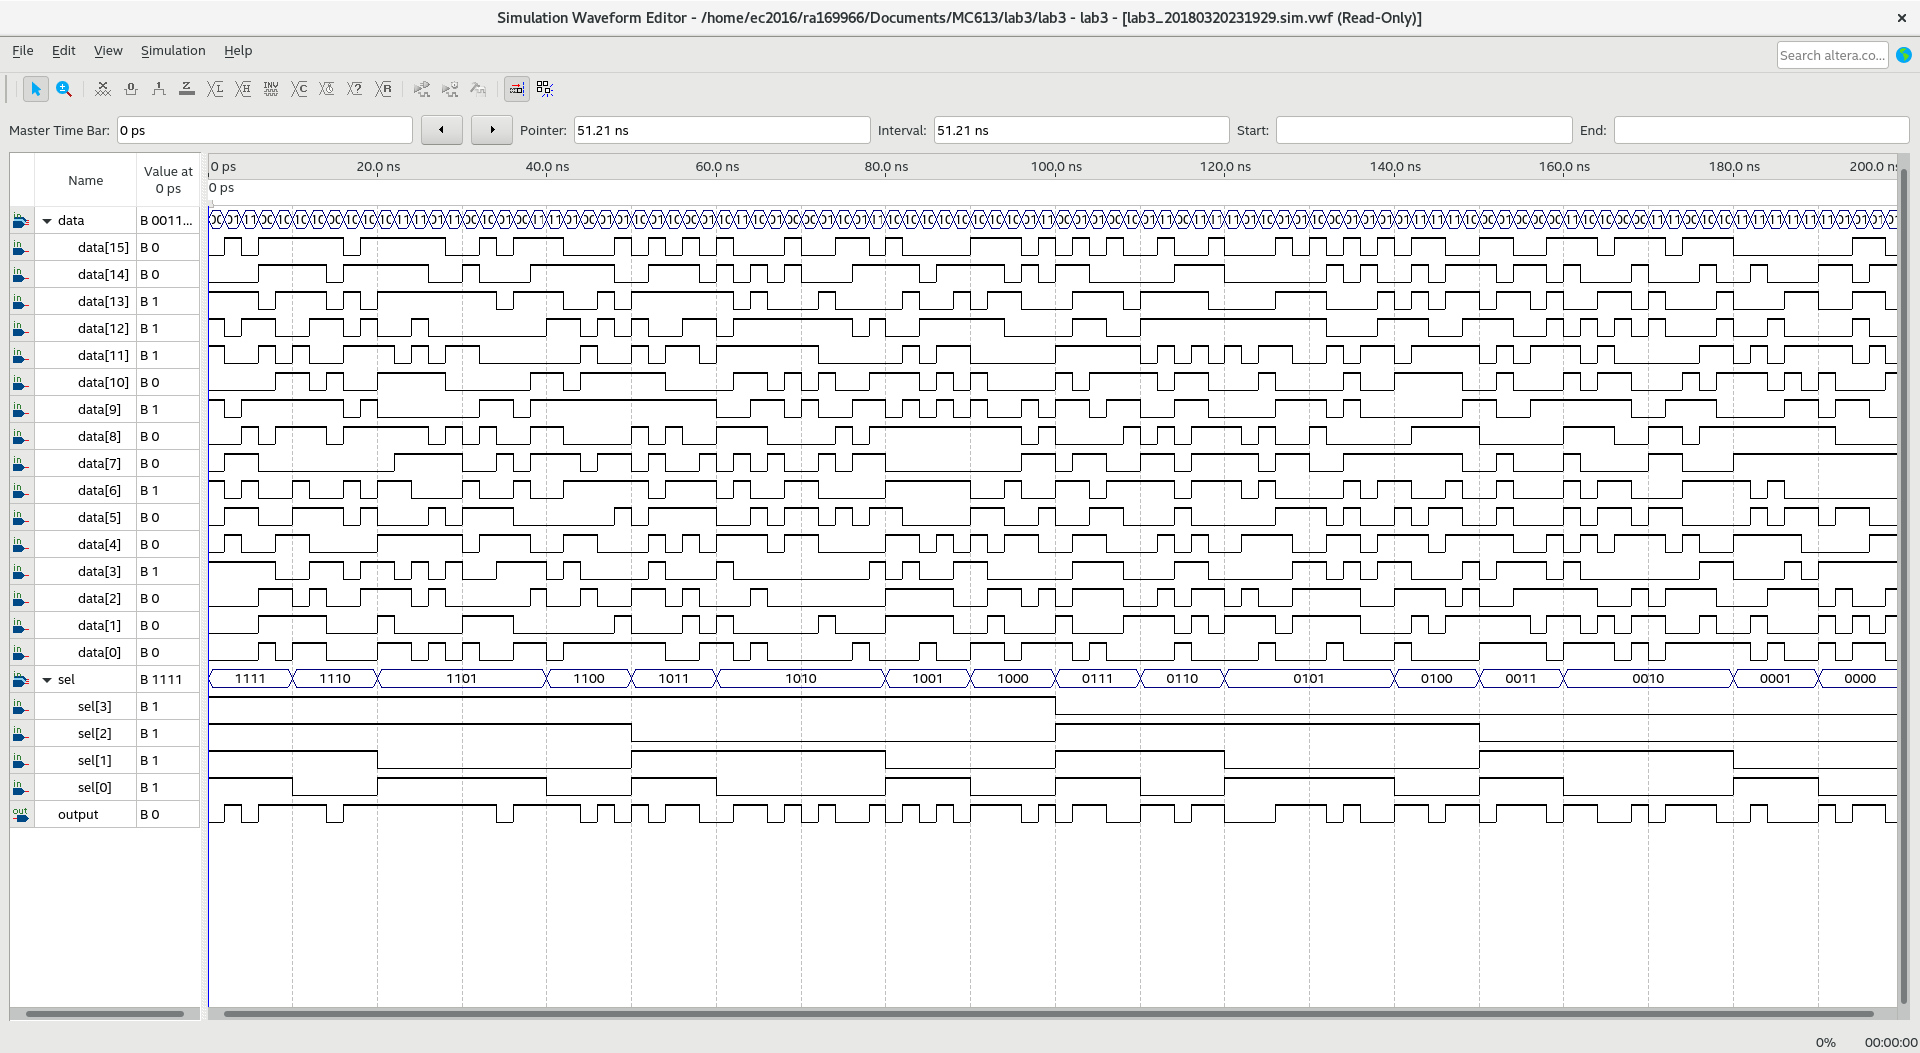 Simulation Waveform Editor - /home/ec2016/ra169966/Documents/MC613/lab3/lab3 - lab3 - [lab3_20180320231929.sim.vwf (Read-Only)]
File Edit View Simulation Help
Search altera.co...
Master Time Bar: 0 ps Pointer: 51.21 ns Interval: 51.21 ns Start: End:
Name Value at 0 ps
0 ps 20.0 ns 40.0 ns 60.0 ns 80.0 ns 100.0 ns 120.0 ns 140.0 ns 160.0 ns 180.0 ns 200.0 ns
0 ps
data B 0011...
data[15] B 0
data[14] B 0
data[13] B 1
data[12] B 1
data[11] B 1
data[10] B 0
data[9] B 1
data[8] B 0
data[7] B 0
data[6] B 1
data[5] B 0
data[4] B 0
data[3] B 1
data[2] B 0
data[1] B 0
data[0] B 0
sel B 1111 1111 1110 1101 1100 1011 1010 1001 1000 0111 0110 0101 0100 0011 0010 0001 0000
sel[3] B 1
sel[2] B 1
sel[1] B 1
sel[0] B 1
output B 0
0% 00:00:00